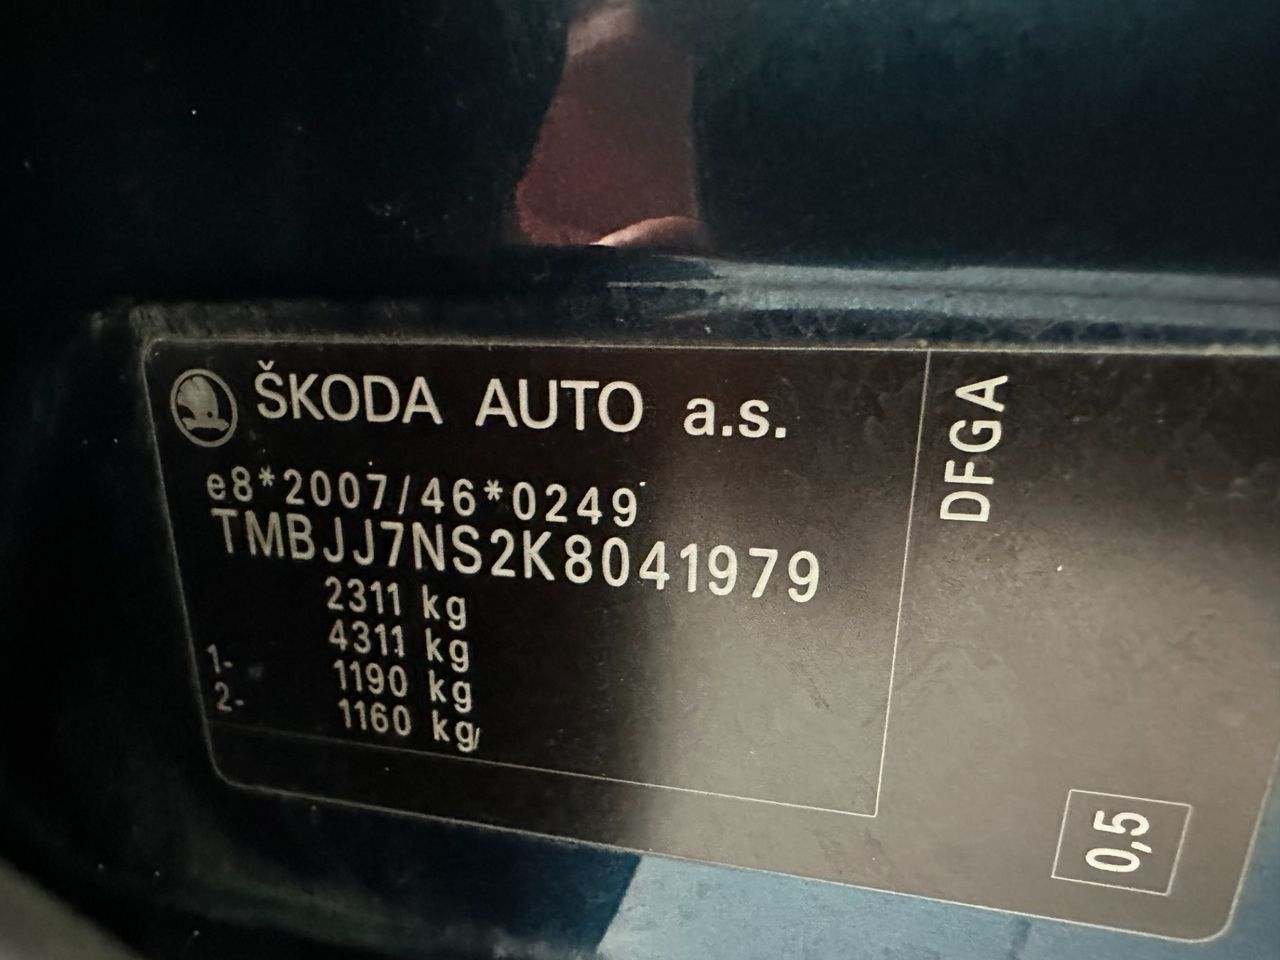 ŠKODA AUTO a.s.
e8*2007/46*0249
TMBJJ7NS2K8041979
2311 kg
4311 kg
1- 1190 kg
2- 1160 kg
DFGA
0,5